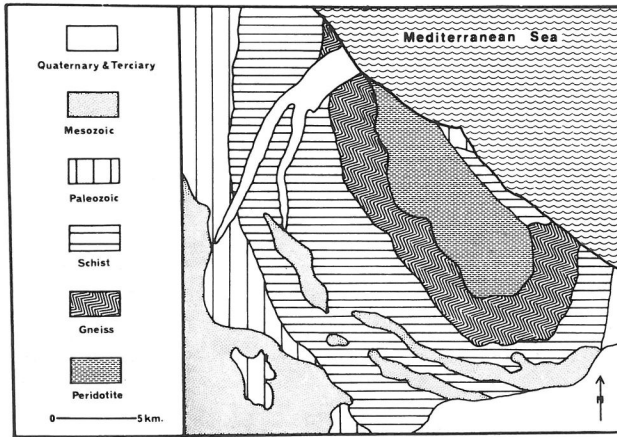 Mediterranean Sea
Quaternary & Terciary
Mesozoic
Paleozoic
Schist
Gneiss
Peridotite
0 5 km.
N